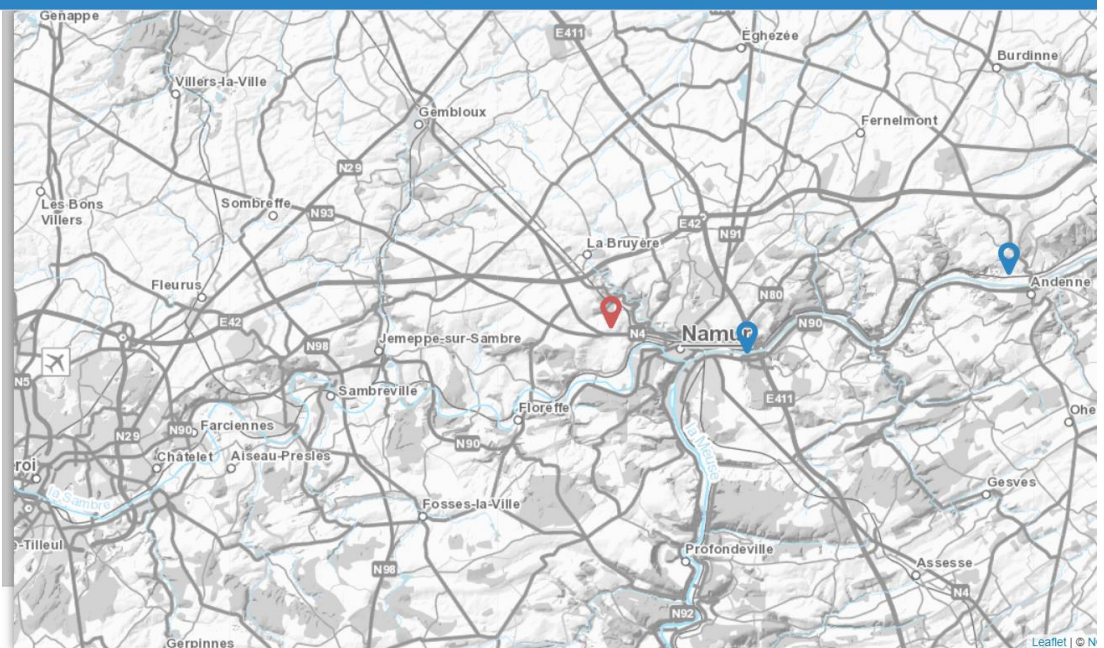 Genappe
E411
Éghezée
Burdinne
Villers-la-Ville
Gembloux
Fernelmont
N29
Les Bons
Villers
Sombreffe
N93
E42
N91
La Bruyère
Fleurus
Andenne
N80
E42
N4
Namur
N90
Jemeppe-sur-Sambre
N98
N5
Sambreville
E411
Floreffe
Ohe
N90
Farciennes
N29
N90
la Meuse
Châtelet
Aiseau-Presles
roi
Gesves
la Sambre
Fosses-la-Ville
e-Tilleul
Profondeville
Assesse
N98
N4
N92
Gerpinnes
Leaflet | © N